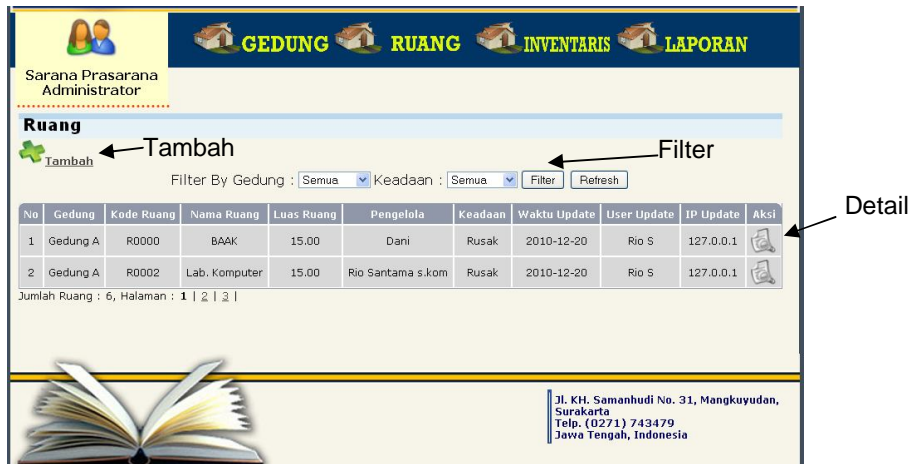 GEDUNG RUANG INVENTARIS LAPORAN
Sarana Prasarana
Administrator
Ruang
Tambah
Tambah
Filter
Filter By Gedung : Semua Keadaan : Semua Filter Refresh
Detail
No Gedung Kode Ruang Nama Ruang Luas Ruang Pengelola Keadaan Waktu Update User Update IP Update Aksi
1 Gedung A R0000 BAAK 15.00 Dani Rusak 2010-12-20 Rio S 127.0.0.1
2 Gedung A R0002 Lab. Komputer 15.00 Rio Santama s.kom Rusak 2010-12-20 Rio S 127.0.0.1
Jumlah Ruang : 6, Halaman : 1 | 2 | 3 |
Jl. KH. Samanhudi No. 31, Mangkuyudan,
Surakarta
Telp. (0271) 743479
Jawa Tengah, Indonesia